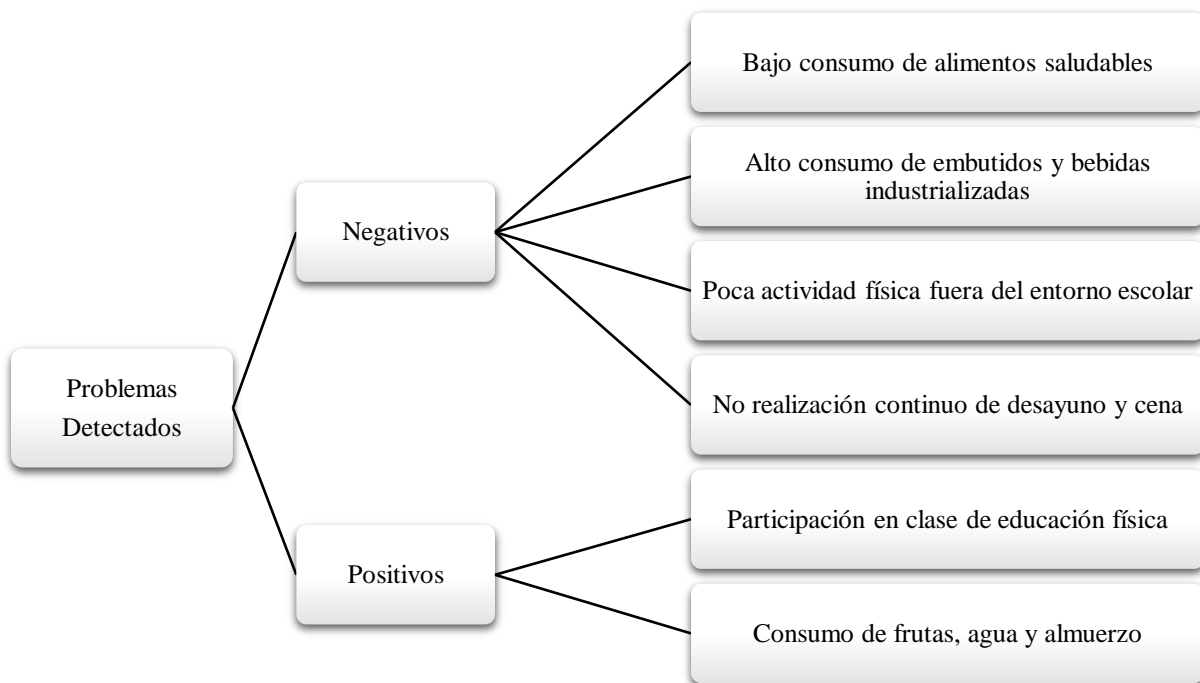 Problemas
Detectados
Negativos
Bajo consumo de alimentos saludables
Alto consumo de embutidos y bebidas
industrializadas
Poca actividad física fuera del entorno escolar
No realización continuo de desayuno y cena
Positivos
Participación en clase de educación física
Consumo de frutas, agua y almuerzo